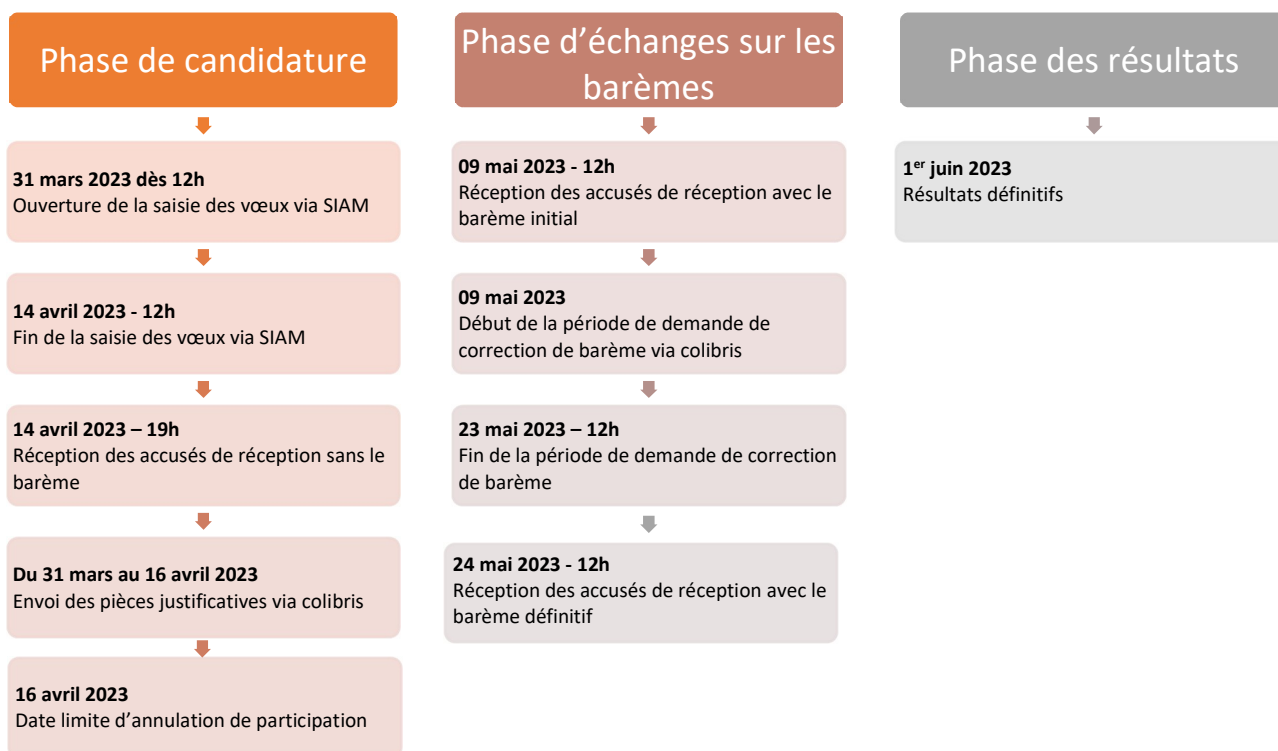 Phase de candidature
31 mars 2023 dès 12h
Ouverture de la saisie des vœux via SIAM
14 avril 2023 - 12h
Fin de la saisie des vœux via SIAM
14 avril 2023 – 19h
Réception des accusés de réception sans le
barème
Du 31 mars au 16 avril 2023
Envoi des pièces justificatives via colibris
16 avril 2023
Date limite d’annulation de participation
Phase d’échanges sur les
barèmes
09 mai 2023 - 12h
Réception des accusés de réception avec le
barème initial
09 mai 2023
Début de la période de demande de
correction de barème via colibris
23 mai 2023 – 12h
Fin de la période de demande de correction
de barème
24 mai 2023 - 12h
Réception des accusés de réception avec le
barème définitif
Phase des résultats
1er juin 2023
Résultats définitifs